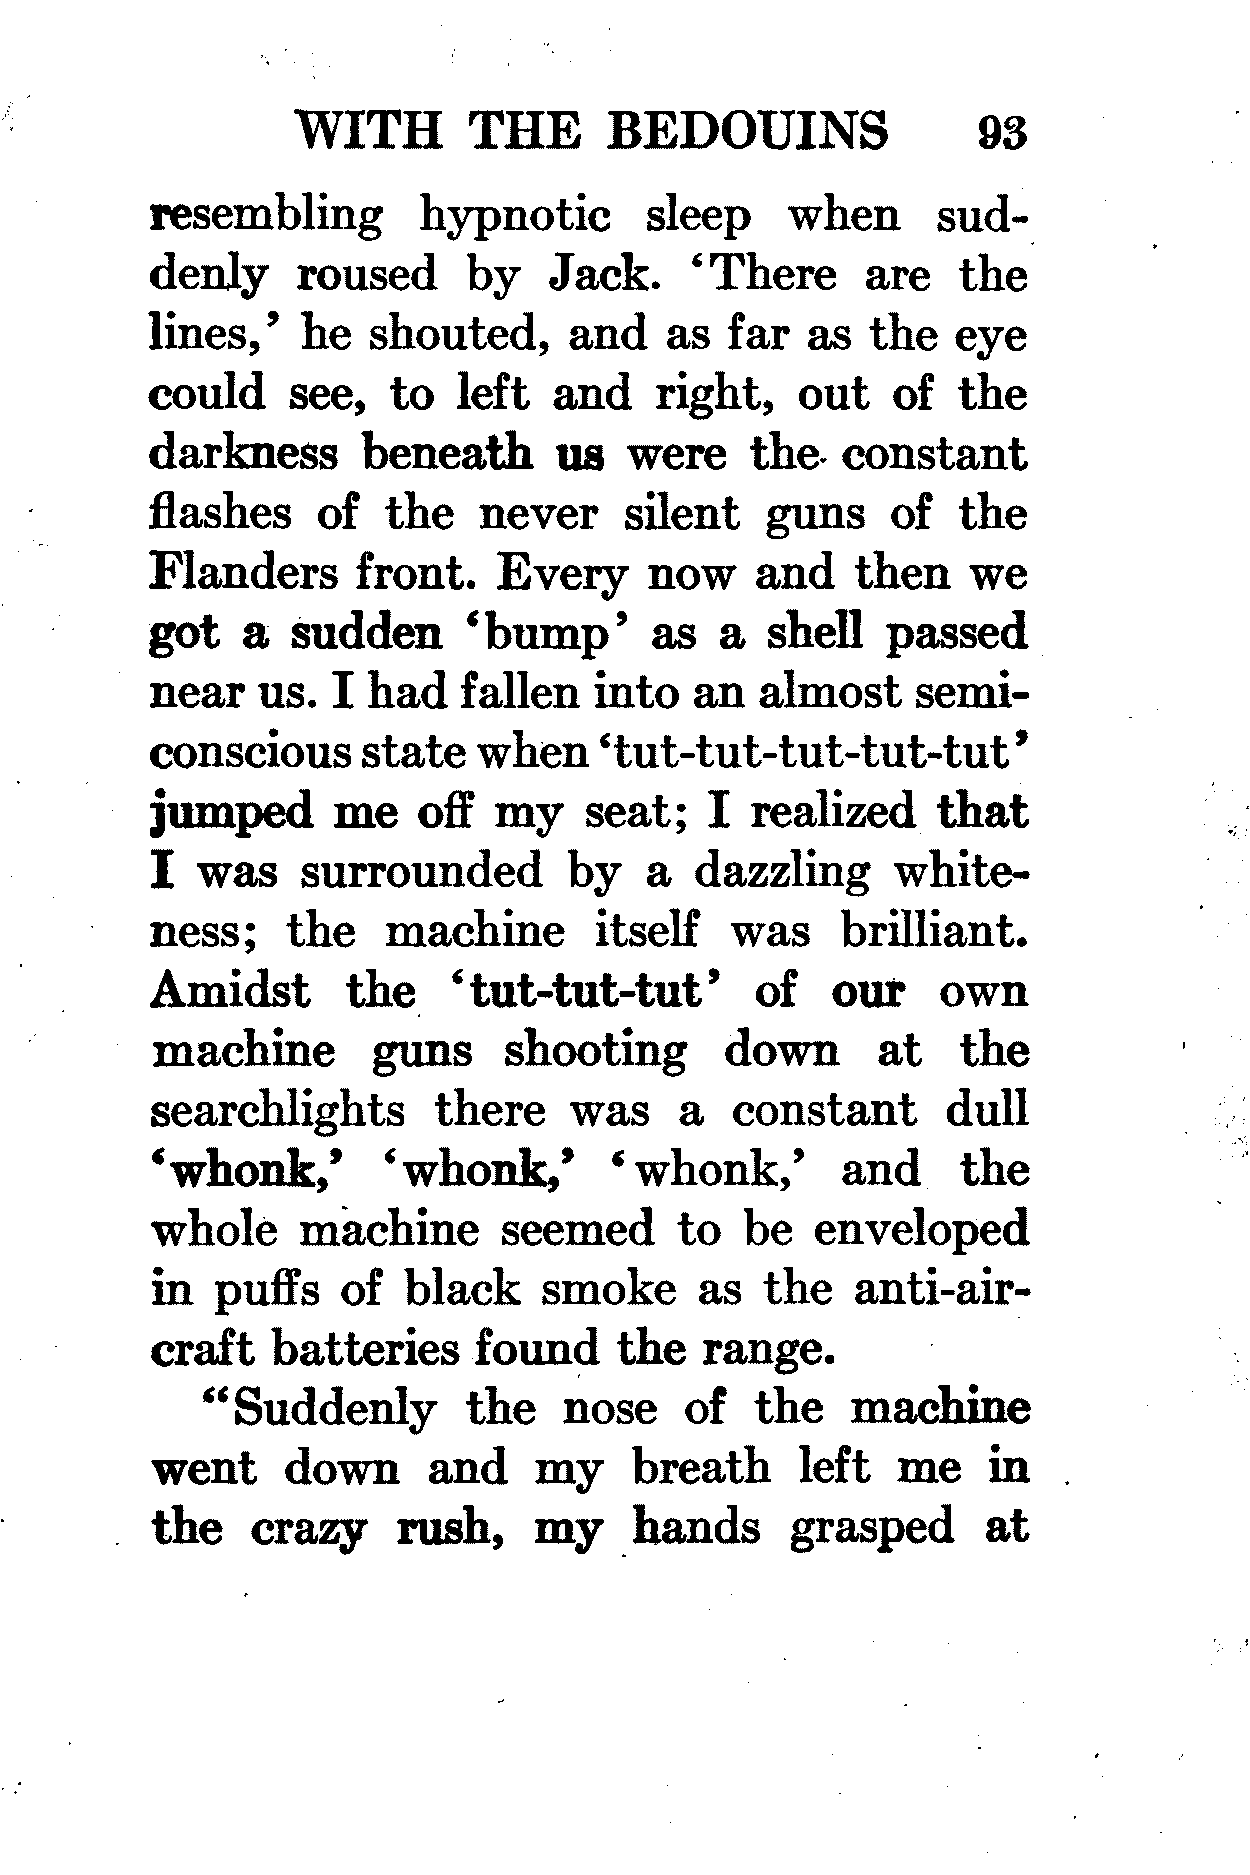 WITH THE BEDOUINS 93
resembling hypnotic sleep when sud-
denly roused by Jack. ‘There are the
lines,’ he shouted, and as far as the eye
could see, to left and right, out of the
darkness beneath us were the constant
flashes of the never silent guns of the
Flanders front. Every now and then we
got a sudden ‘bump’ as a shell passed
near us. I had fallen into an almost semi-
conscious state when ‘tut-tut-tut-tut-tut’
jumped me off my seat; I realized that
I was surrounded by a dazzling white-
ness; the machine itself was brilliant.
Amidst the ‘tut-tut-tut’ of our own
machine guns shooting down at the
searchlights there was a constant dull
‘whonk,’ ‘whonk,’ ‘whonk,’ and the
whole machine seemed to be enveloped
in puffs of black smoke as the anti-air-
craft batteries found the range.
“Suddenly the nose of the machine
went down and my breath left me in
the crazy rush, my hands grasped at